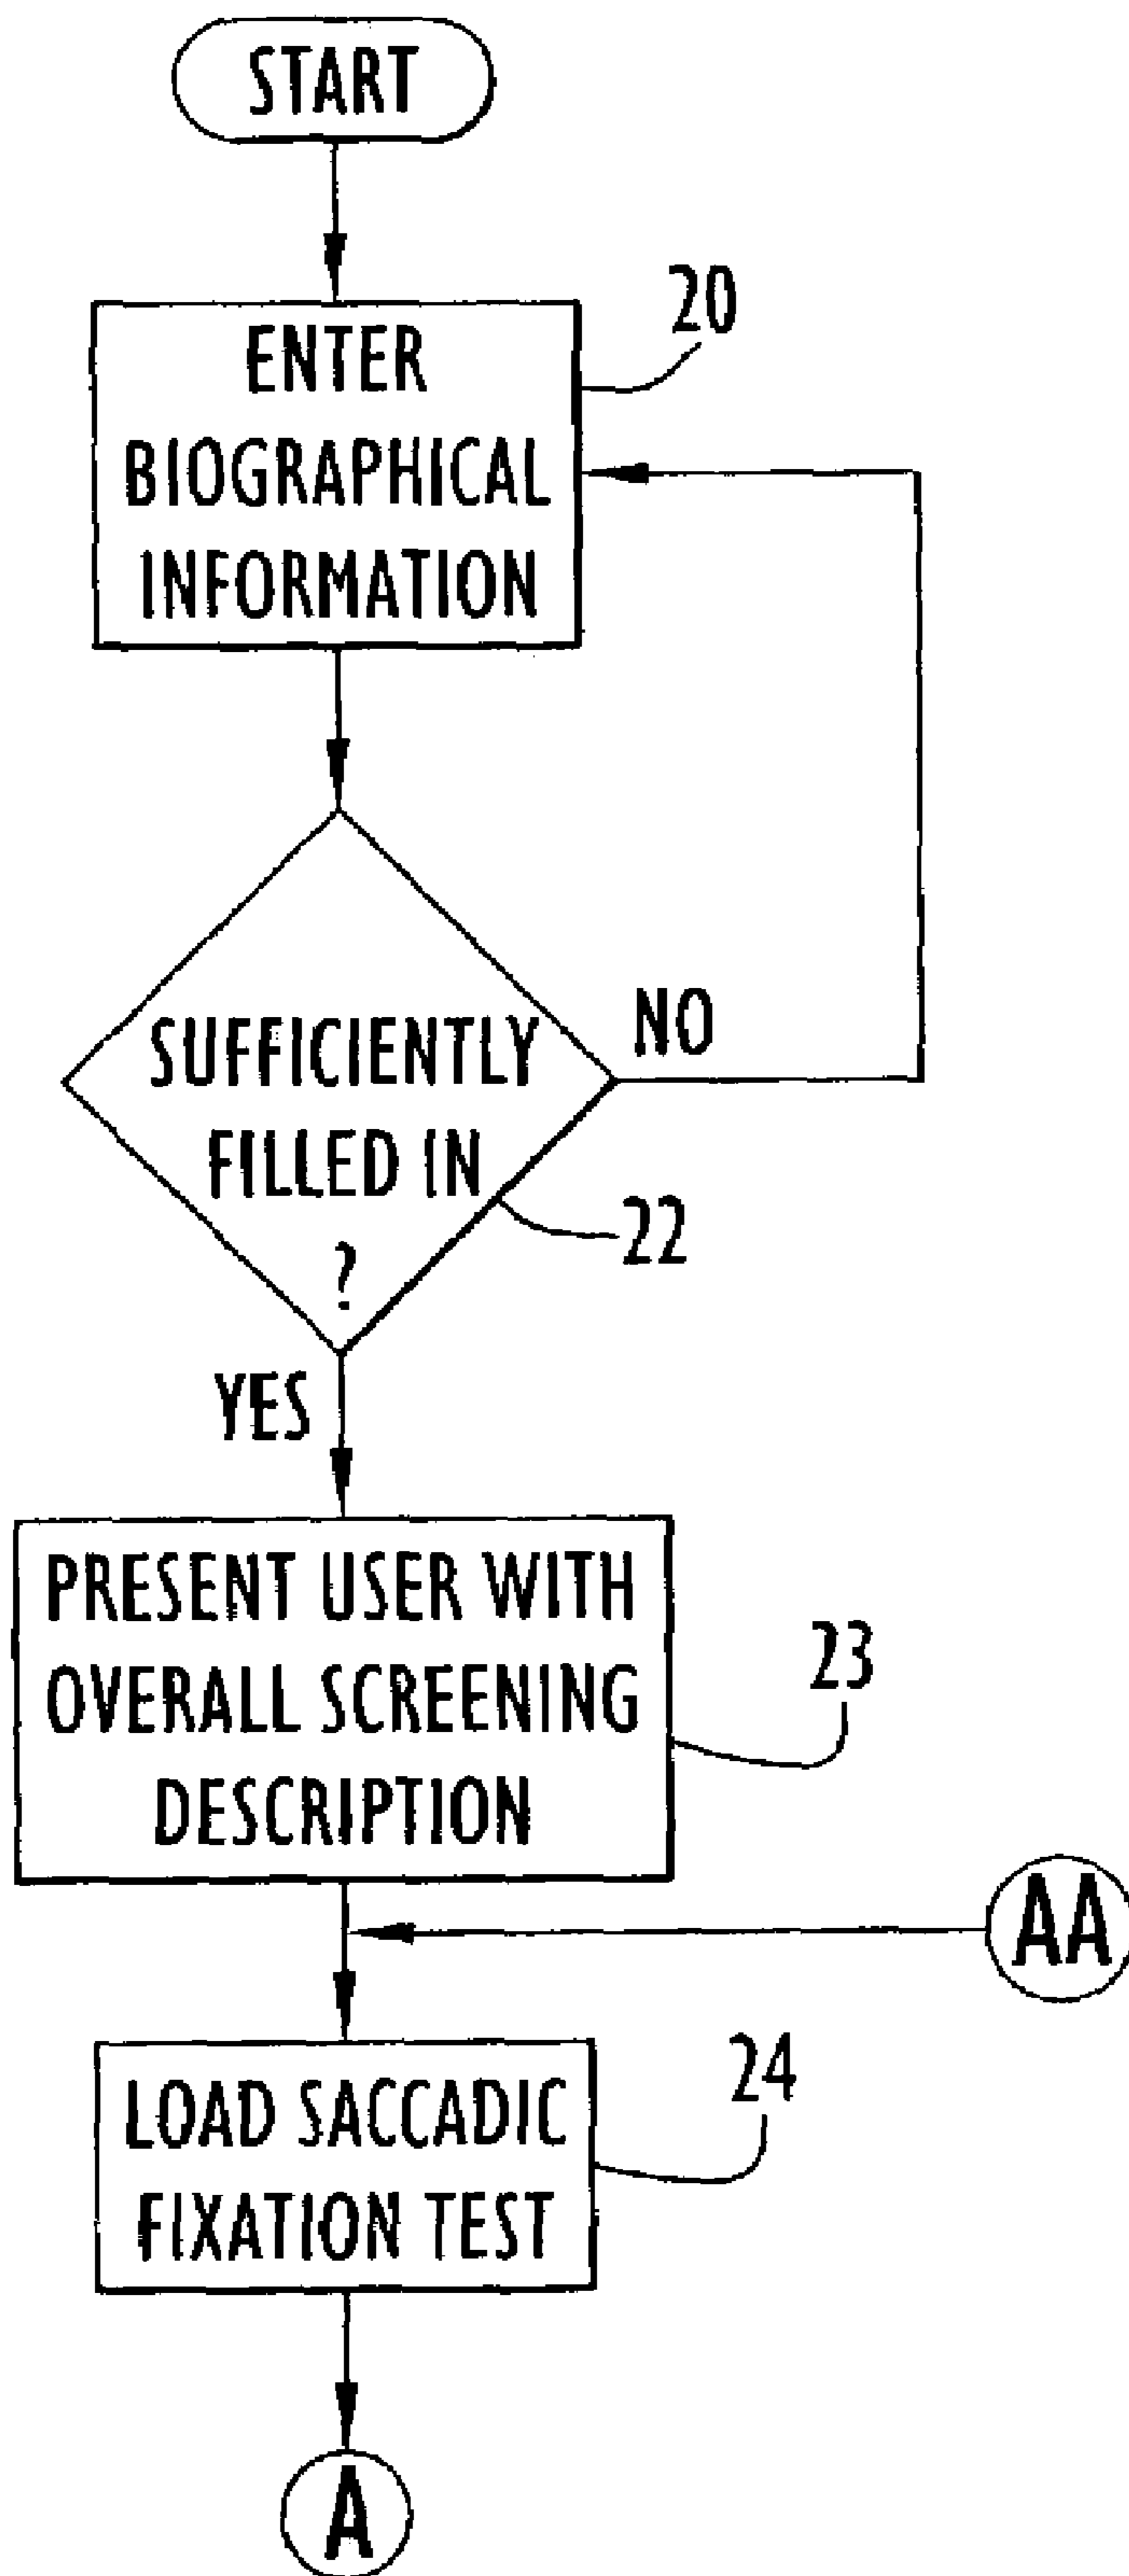 START
20
ENTER
BIOGRAPHICAL
INFORMATION
NO
SUFFICIENTLY
FILLED IN
?
22
YES
PRESENT USER WITH
OVERALL SCREENING
DESCRIPTION
23
AA
24
LOAD SACCADIC
FIXATION TEST
A